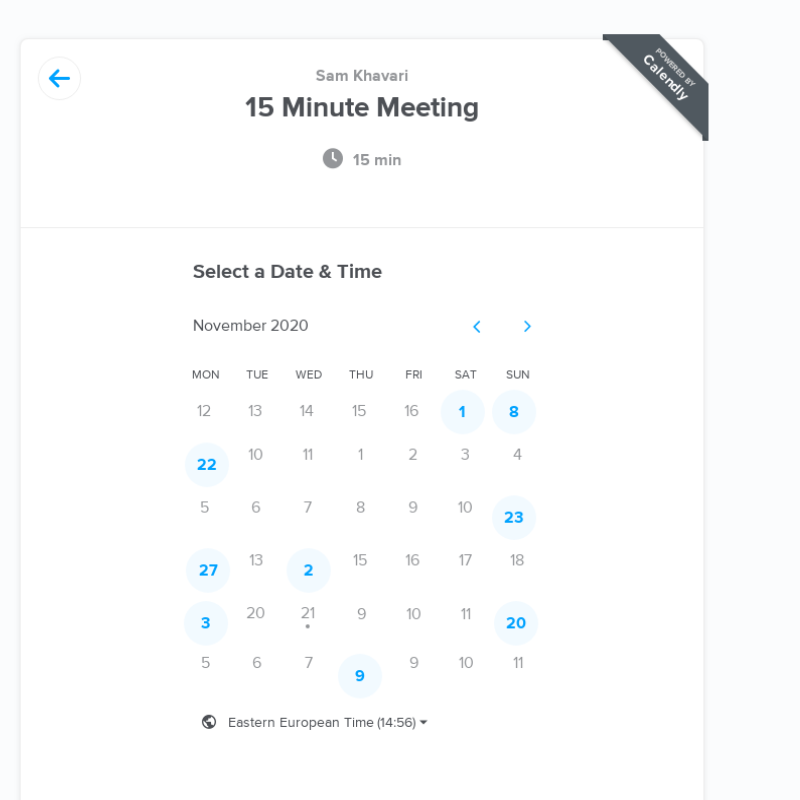 POWERED BY
Calendly
Sam Khavari
15 Minute Meeting
15 min
Select a Date & Time
November 2020
MON TUE WED THU FRI SAT SUN
12 13 14 15 16 1 8
22 10 11 1 2 3 4
5 6 7 8 9 10 23
27 13 2 15 16 17 18
3 20 21 9 10 11 20
5 6 7 9 9 10 11
Eastern European Time (14:56)